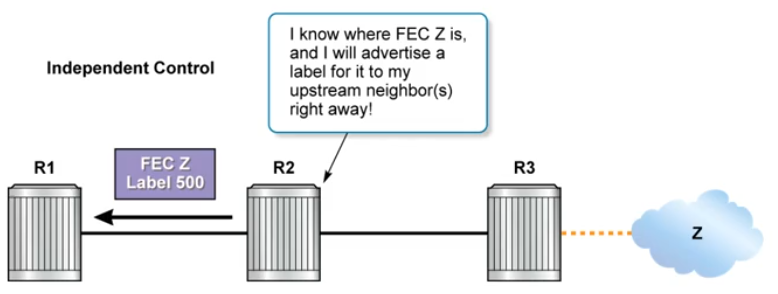 I know where FEC Z is,
and I will advertise a
label for it to my
upstream neighbor(s)
right away!
Independent Control
R1
FEC Z
Label 500
R2
R3
Z